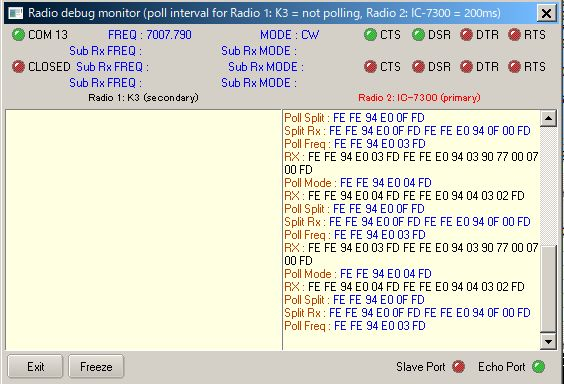 Radio debug monitor (poll interval for Radio 1: K3 = not polling, Radio 2: IC-7300 = 200ms)
COM 13 FREQ : 7007.790 MODE : CW CTS DSR DTR RTS
Sub Rx FREQ : Sub Rx MODE :
CLOSED Sub Rx FREQ : Sub Rx MODE : CTS DSR DTR RTS
Sub Rx FREQ : Sub Rx MODE :
Radio 1: K3 (secondary) Radio 2: IC-7300 (primary)
Poll Split : FE FE 94 E0 0F FD
Split Rx : FE FE 94 E0 0F FD FE FE E0 94 0F 00 FD
Poll Freq : FE FE 94 E0 03 FD
RX : FE FE 94 E0 03 FD FE FE E0 94 03 90 77 00 07
00 FD
Poll Mode : FE FE 94 E0 04 FD
RX : FE FE 94 E0 04 FD FE FE E0 94 04 03 02 FD
Poll Split : FE FE 94 E0 0F FD
Split Rx : FE FE 94 E0 0F FD FE FE E0 94 0F 00 FD
Poll Freq : FE FE 94 E0 03 FD
RX : FE FE 94 E0 03 FD FE FE E0 94 03 90 77 00 07
00 FD
Poll Mode : FE FE 94 E0 04 FD
RX : FE FE 94 E0 04 FD FE FE E0 94 04 03 02 FD
Poll Split : FE FE 94 E0 0F FD
Split Rx : FE FE 94 E0 0F FD FE FE E0 94 0F 00 FD
Poll Freq : FE FE 94 E0 03 FD
Exit Freeze Slave Port Echo Port